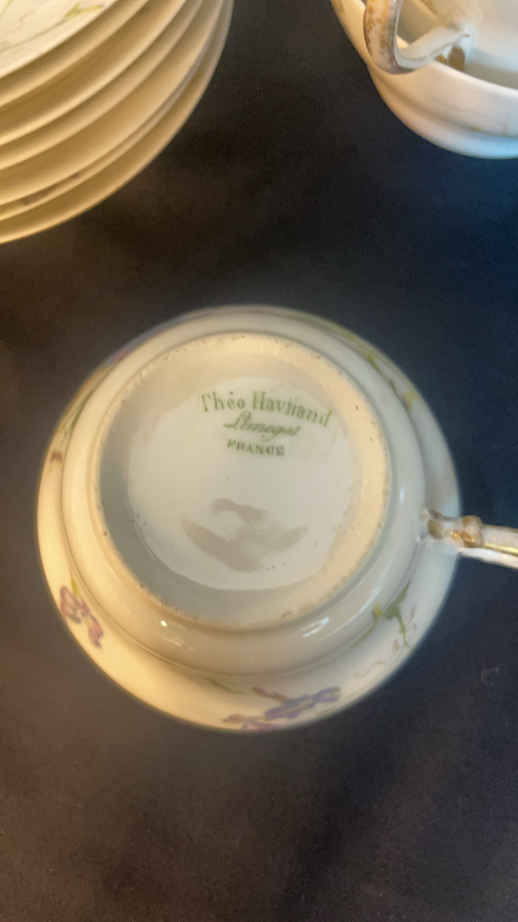 Théo Haviland
Limoges
FRANCE